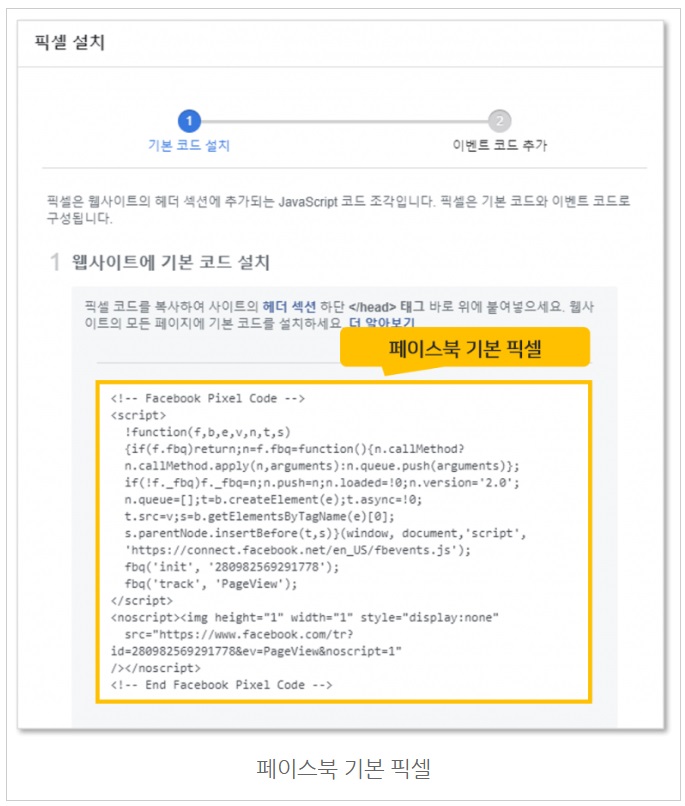 픽셀 설치
1
2
기본 코드 설치
이벤트 코드 추가
픽셀은 웹사이트의 헤더 섹션에 추가되는 JavaScript 코드 조각입니다. 픽셀은 기본 코드와 이벤트 코드로
구성됩니다.
1 웹사이트에 기본 코드 설치
픽셀 코드를 복사하여 사이트의 헤더 섹션 하단 </head> 태그 바로 위에 붙여넣으세요. 웹사
이트의 모든 페이지에 기본 코드를 설치하세요. 더 알아보기
페이스북 기본 픽셀
<!-- Facebook Pixel Code -->
<script>
!function(f,b,e,v,n,t,s)
{if(f.fbq)return;n=f.fbq=function(){n.callMethod?
n.callMethod.apply(n,arguments):n.queue.push(arguments)};
if(!f._fbq)f._fbq=n;n.push=n;n.loaded=!0;n.version='2.0';
n.queue=[];t=b.createElement(e);t.async=!0;
t.src=v;s=b.getElementsByTagName(e)[0];
s.parentNode.insertBefore(t,s)}(window, document,'script',
'https://connect.facebook.net/en_US/fbevents.js');
fbq('init', '280982569291778');
fbq('track', 'PageView');
</script>
<noscript><img height="1" width="1" style="display:none"
src="https://www.facebook.com/tr?
id=280982569291778&ev=PageView&noscript=1"
/></noscript>
<!-- End Facebook Pixel Code -->
페이스북 기본 픽셀